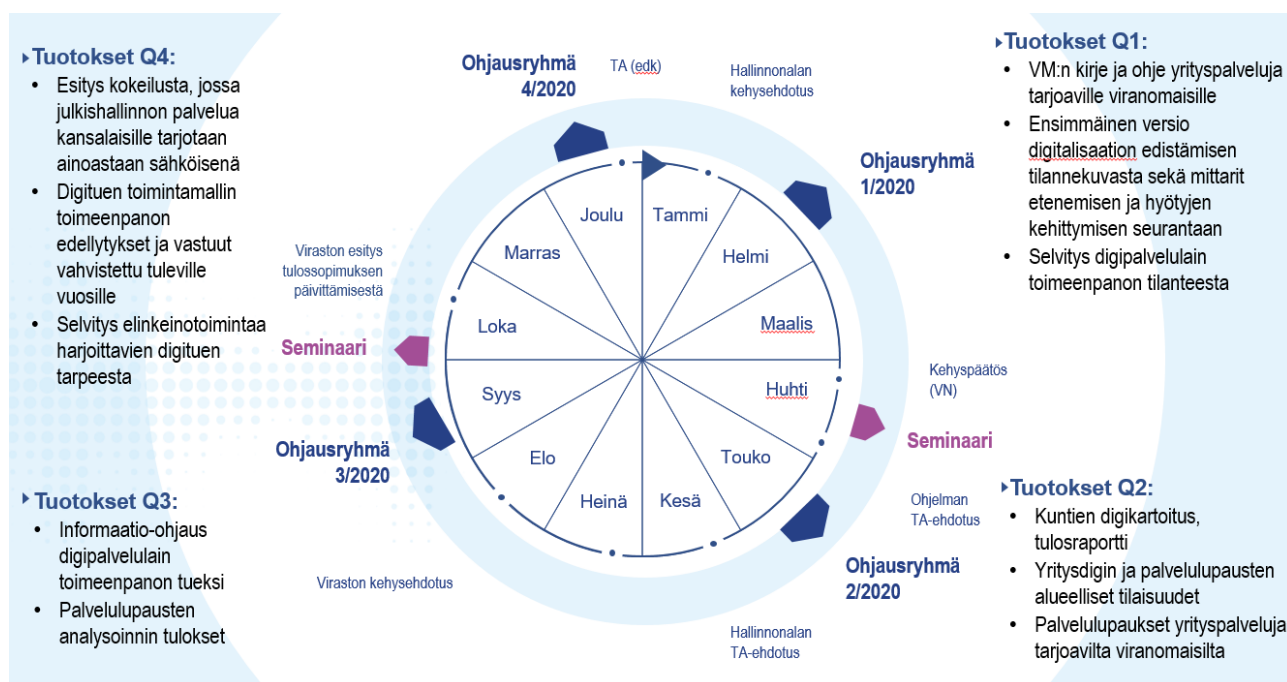 Tuotokset Q4:
• Esitys kokeilusta, jossa
julkishallinnon palvelua
kansalaisille tarjotaan
ainoastaan sähköisenä
• Digituen toimintamallin
toimeenpanon
edellytykset ja vastuut
vahvistettu tuleville
vuosille
• Selvitys elinkeinotoimintaa
harjoittavien digituen
tarpeesta
Tuotokset Q3:
• Informaatio-ohjaus
digipalvelulain
toimeenpanon tueksi
• Palvelulupausten
analysoinnin tulokset
Ohjausryhmä
4/2020
TA (edk)
Hallinnonalan
kehysehdotus
Ohjausryhmä
1/2020
Viraston esitys
tulossopimuksen
päivittämisestä
Seminaari
Ohjausryhmä
3/2020
Viraston kehysehdotus
Joulu
Tammi
Marras
Helmi
Loka
Maalis
Syys
Huhti
Elo
Touko
Heinä
Kesä
Kehyspäätös
(VN)
Seminaari
Ohjelman
TA-ehdotus
Ohjausryhmä
2/2020
Hallinnonalan
TA-ehdotus
Tuotokset Q1:
• VM:n kirje ja ohje yrityspalveluja
tarjoaville viranomaisille
• Ensimmäinen versio
digitalisaation edistämisen
tilannekuvasta sekä mittarit
etenemisen ja hyötyjen
kehittymisen seurantaan
• Selvitys digipalvelulain
toimeenpanon tilanteesta
Tuotokset Q2:
• Kuntien digikartoitus,
tulosraportti
• Yritysdigin ja palvelulupausten
alueelliset tilaisuudet
• Palvelulupaukset yrityspalveluja
tarjoavilta viranomaisilta